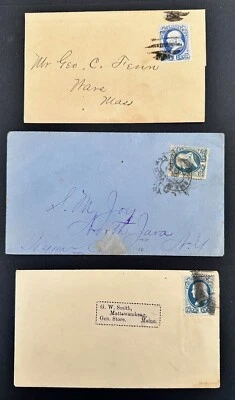 Mr Geo. C. Fenn
Ware
Mass
S. M. Joy
North Java
N.Y.
G. W. Smith,
Mattawamkeag,
Gen. Store. Maine.